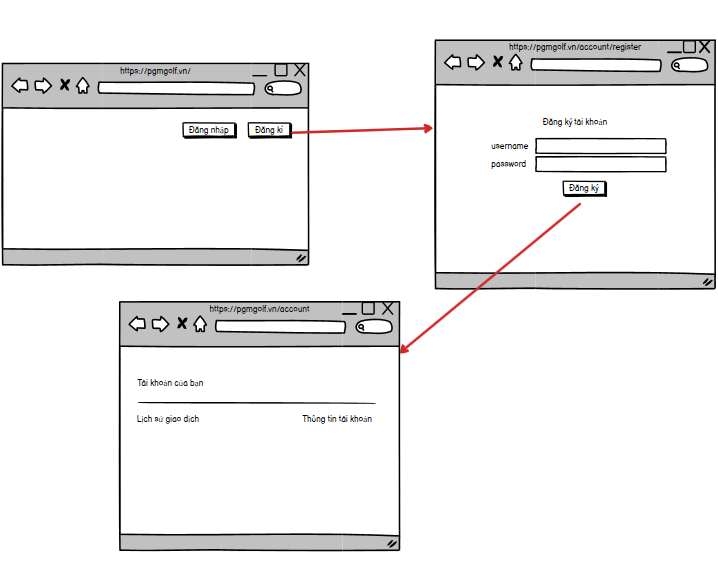 https://pgmgolf.vn/
Đăng nhập
Đăng kí
https://pgmgolf.vn/account/register
Đăng ký tài khoản
username
password
Đăng ký
https://pgmgolf.vn/account
Tài khoản của bạn
Lịch sử giao dịch
Thông tin tài khoản